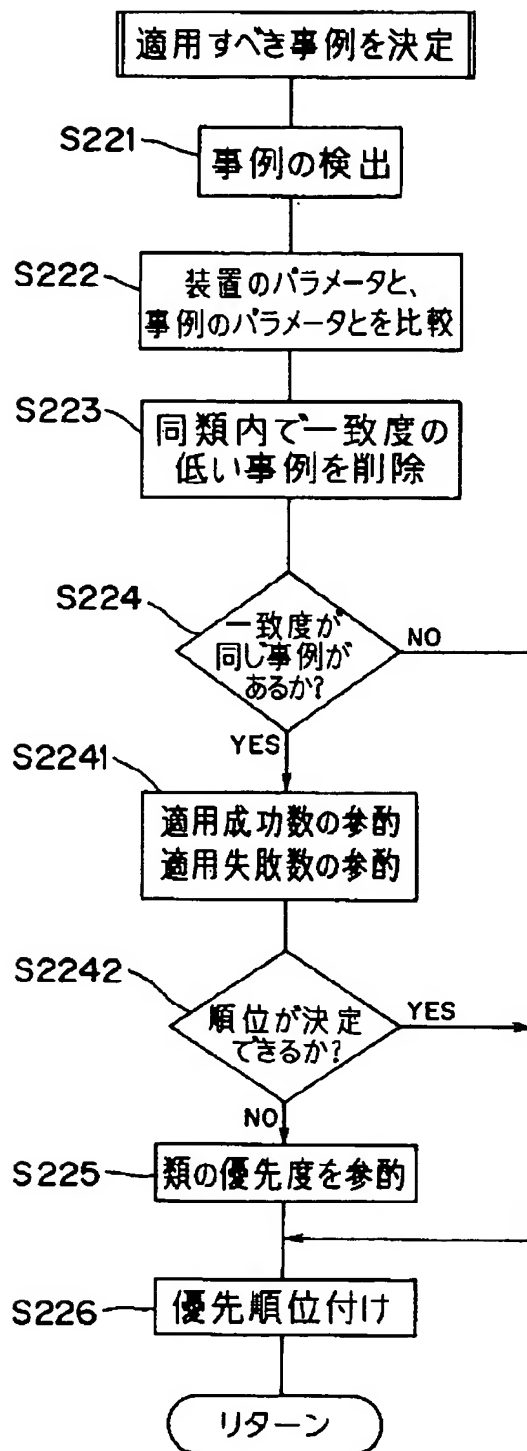 適用すべき事例を決定
S221
事例の検出
S222
装置のパラメータと、
事例のパラメータとを比較
S223
同類内で一致度の
低い事例を削除
S224
一致度が
同じ事例が
あるか?
NO
YES
S2241
適用成功数の参酌
適用失敗数の参酌
S2242
順位が決定
できるか?
YES
NO
S225
類の優先度を参酌
S226
優先順位付け
リターン